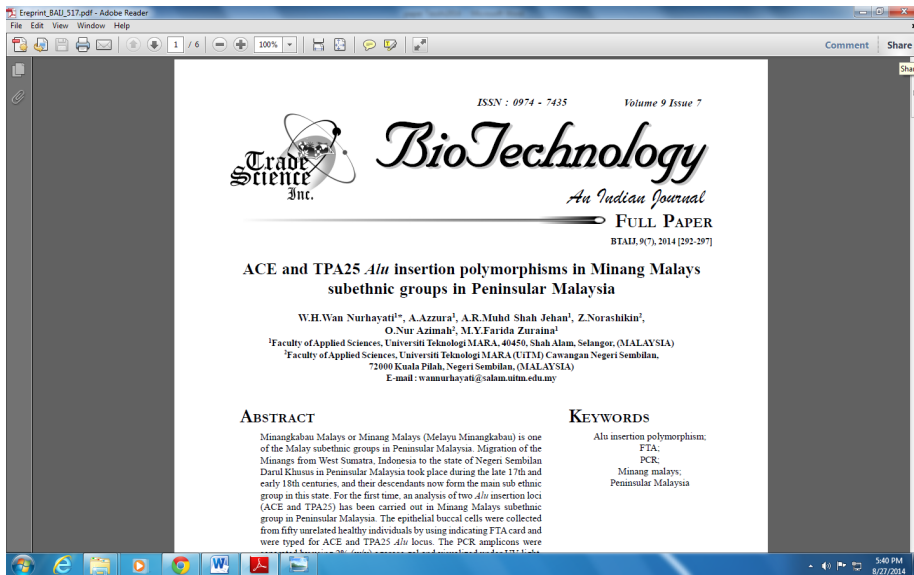 Ereprint_BAIJ_517.pdf - Adobe Reader
File Edit View Window Help
1 / 6 100% Comment Share
Shar
ISSN : 0974 - 7435 Volume 9 Issue 7
Trade
Science
Inc.
BioTechnology
An Indian Journal
FULL PAPER
BTAIJ, 9(7), 2014 [292-297]
ACE and TPA25 Alu insertion polymorphisms in Minang Malays
subethnic groups in Peninsular Malaysia
W.H.Wan Nurhayati¹*, A.Azzura¹, A.R.Muhd Shah Jehan¹, Z.Norashikin²,
O.Nur Azimah², M.Y.Farida Zuraina¹
¹Faculty of Applied Sciences, Universiti Teknologi MARA, 40450, Shah Alam, Selangor, (MALAYSIA)
²Faculty of Applied Sciences, Universiti Teknologi MARA (UiTM) Cawangan Negeri Sembilan,
72000 Kuala Pilah, Negeri Sembilan, (MALAYSIA)
E-mail : wannurhayati@salam.uitm.edu.my
ABSTRACT
Minangkabau Malays or Minang Malays (Melayu Minangkabau) is one
of the Malay subethnic groups in Peninsular Malaysia. Migration of the
Minangs from West Sumatra, Indonesia to the state of Negeri Sembilan
Darul Khusus in Peninsular Malaysia took place during the late 17th and
early 18th centuries, and their descendants now form the main sub ethnic
group in this state. For the first time, an analysis of two Alu insertion loci
(ACE and TPA25) has been carried out in Minang Malays subethnic
group in Peninsular Malaysia. The epithelial buccal cells were collected
from fifty unrelated healthy individuals by using indicating FTA card and
were typed for ACE and TPA25 Alu locus. The PCR amplicons were
KEYWORDS
Alu insertion polymorphism;
FTA;
PCR;
Minang malays;
Peninsular Malaysia
5:40 PM
8/27/2014